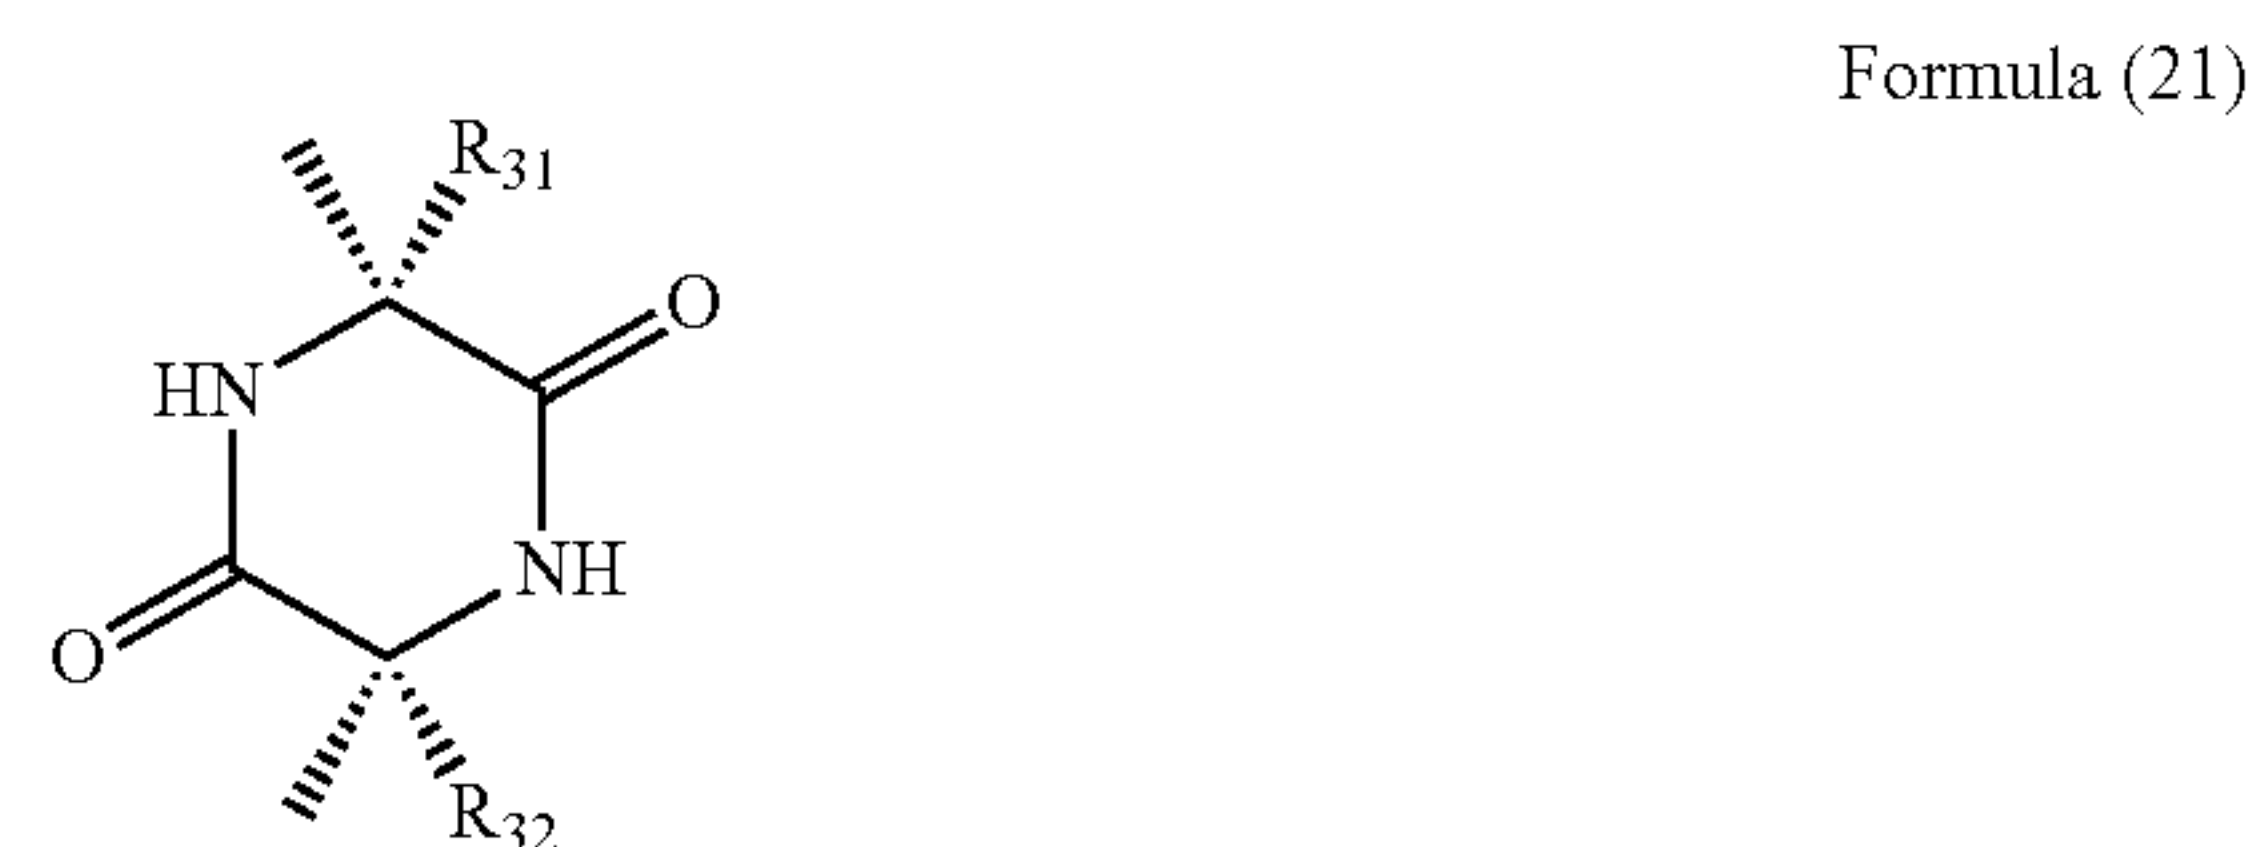 Formula (21)
R31
O
HN
NH
O
R32